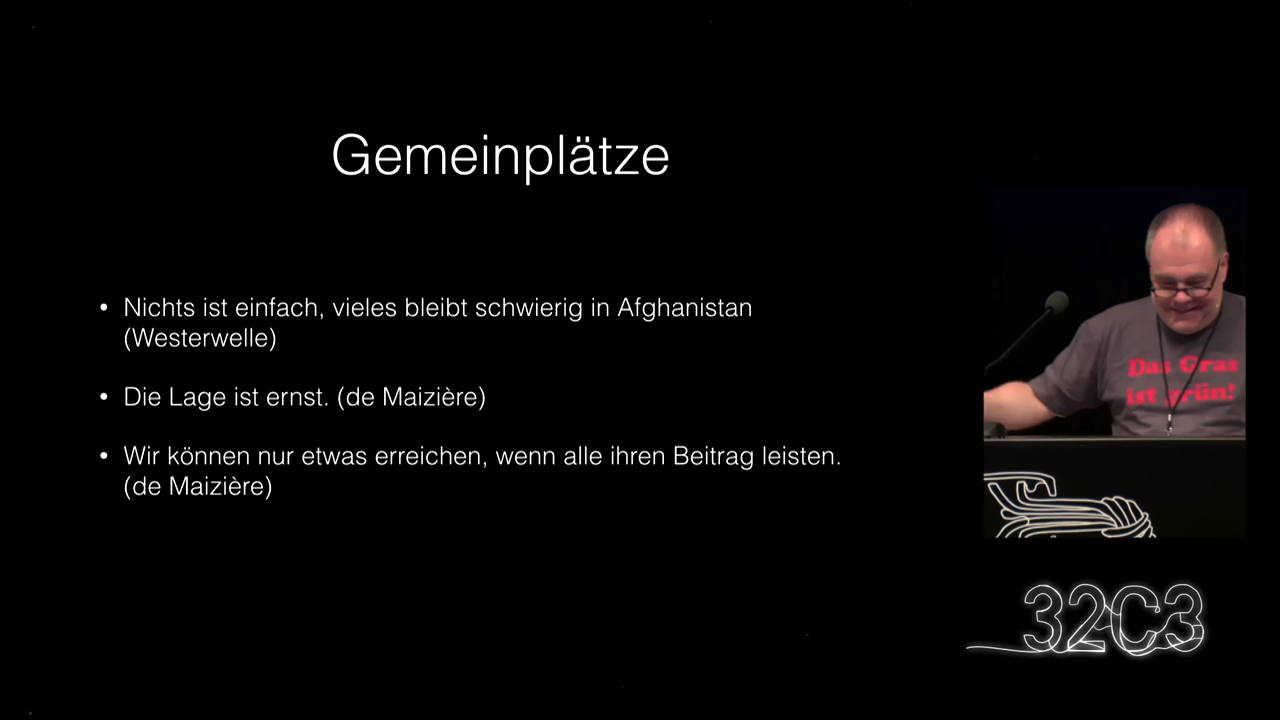 Gemeinplätze
• Nichts ist einfach, vieles bleibt schwierig in Afghanistan
(Westerwelle)
• Die Lage ist ernst. (de Maizière)
• Wir können nur etwas erreichen, wenn alle ihren Beitrag leisten.
(de Maizière)
Das Gras
ist grün!
32C3